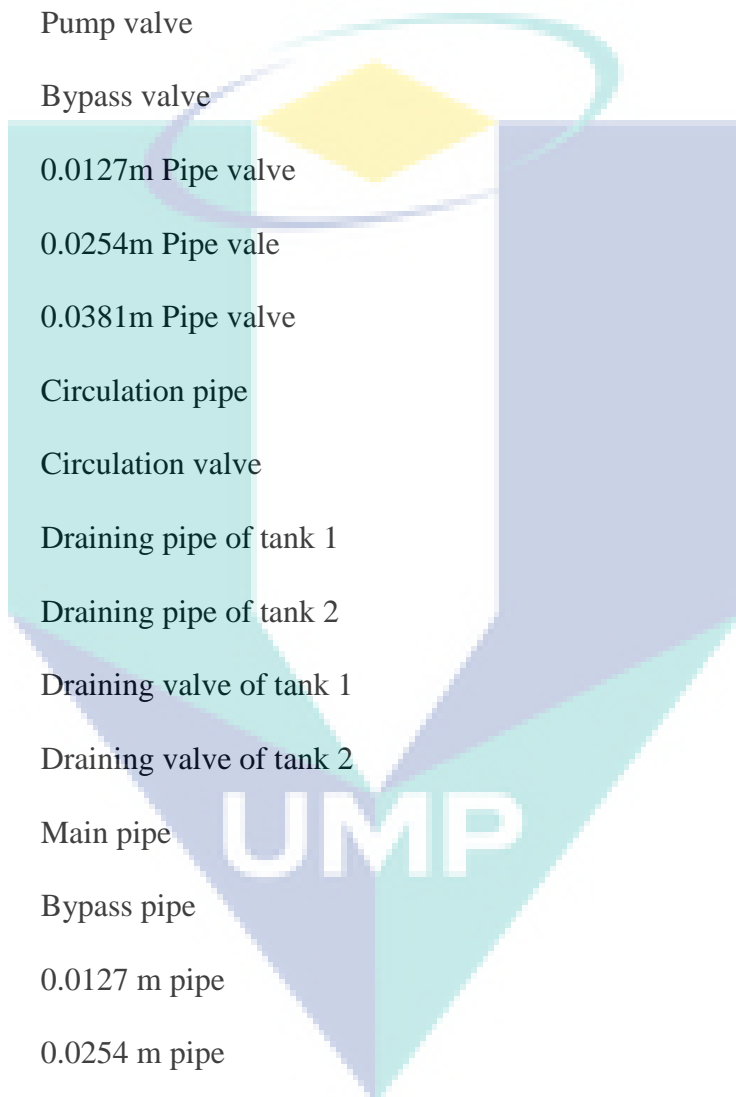 Pump valve
Bypass valve
0.0127m Pipe valve
0.0254m Pipe vale
0.0381m Pipe valve
Circulation pipe
Circulation valve
Draining pipe of tank 1
Draining pipe of tank 2
Draining valve of tank 1
Draining valve of tank 2
Main pipe
UMP
Bypass pipe
0.0127 m pipe
0.0254 m pipe